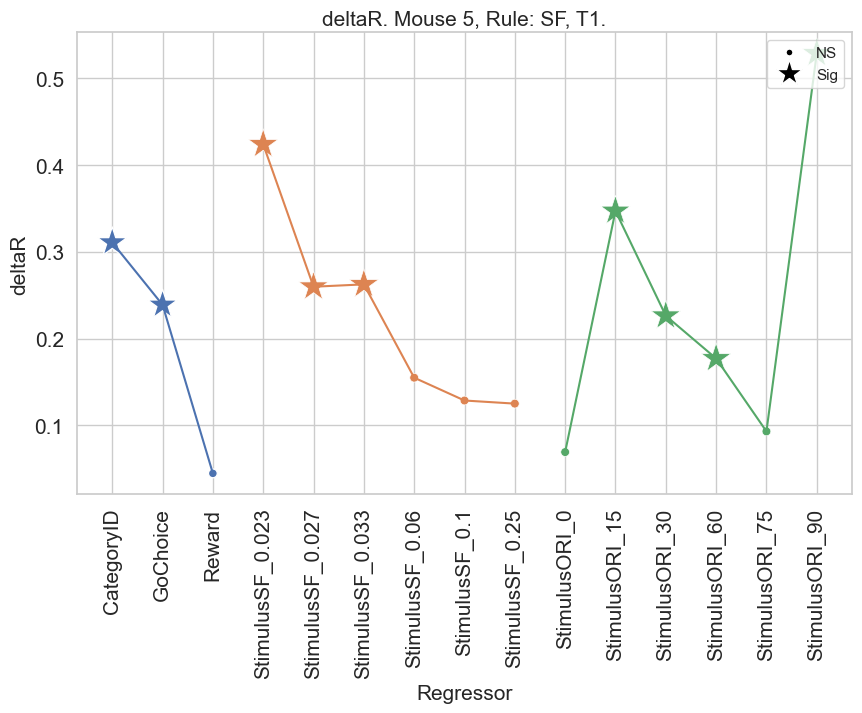 deltaR. Mouse 5, Rule: SF, T1.
NS
Sig
0.5
0.4
0.3
0.2
0.1
deltaR
CategoryID
GoChoice
Reward
StimulusSF_0.023
StimulusSF_0.027
StimulusSF_0.033
StimulusSF_0.06
StimulusSF_0.1
StimulusSF_0.25
StimulusORI_0
StimulusORI_15
StimulusORI_30
StimulusORI_60
StimulusORI_75
StimulusORI_90
Regressor